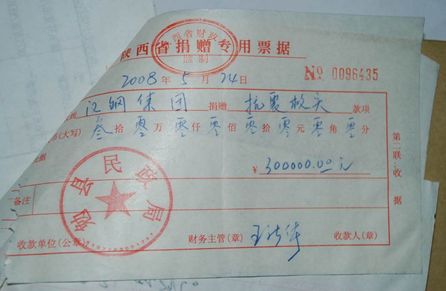 西省财政
监制
陕西省捐赠专用票据
2008年5月24日
№ 0096435
汉钢集团 捐赠 抗震救灾 款项
(大写) 叁拾零万零仟零佰零拾零元零角零分
¥ 300000.00元
备注
勉县民政局
收款单位(公章) 财务主管(章) 收款人(章)
第二联·收据